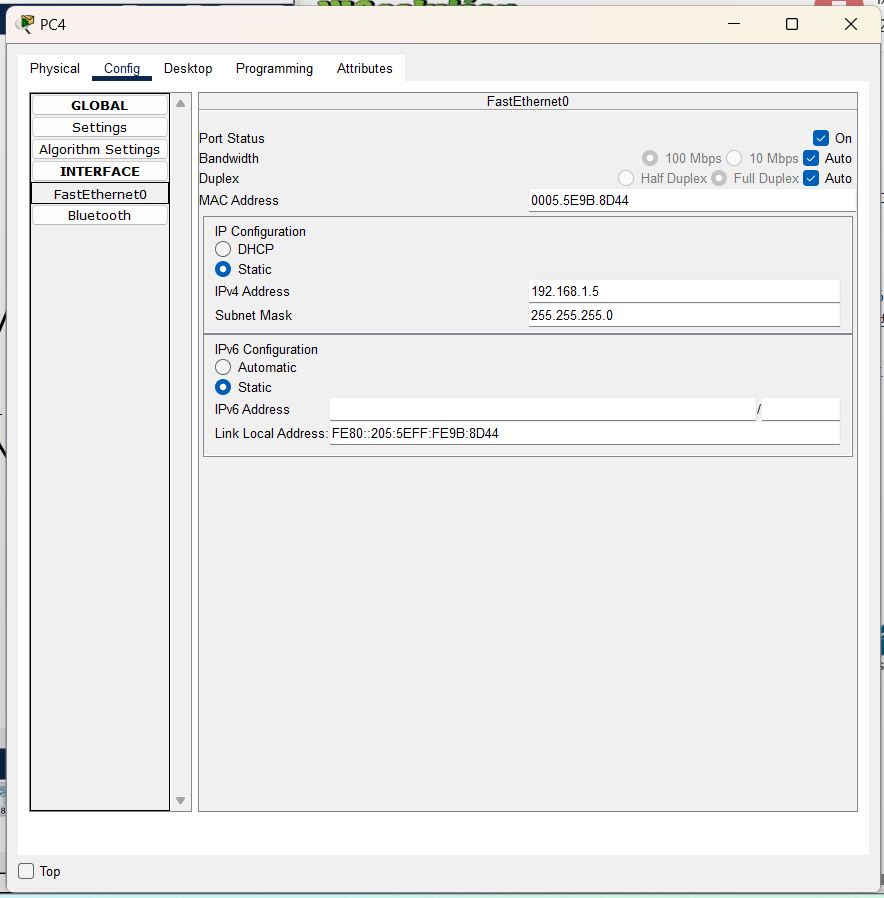 PC4
Physical Config Desktop Programming Attributes
GLOBAL
Settings
Algorithm Settings
INTERFACE
FastEthernet0
Bluetooth
FastEthernet0
Port Status On
Bandwidth 100 Mbps 10 Mbps Auto
Duplex Half Duplex Full Duplex Auto
MAC Address 0005.5E9B.8D44
IP Configuration
DHCP
Static
IPv4 Address 192.168.1.5
Subnet Mask 255.255.255.0
IPv6 Configuration
Automatic
Static
IPv6 Address /
Link Local Address: FE80::205:5EFF:FE9B:8D44
Top